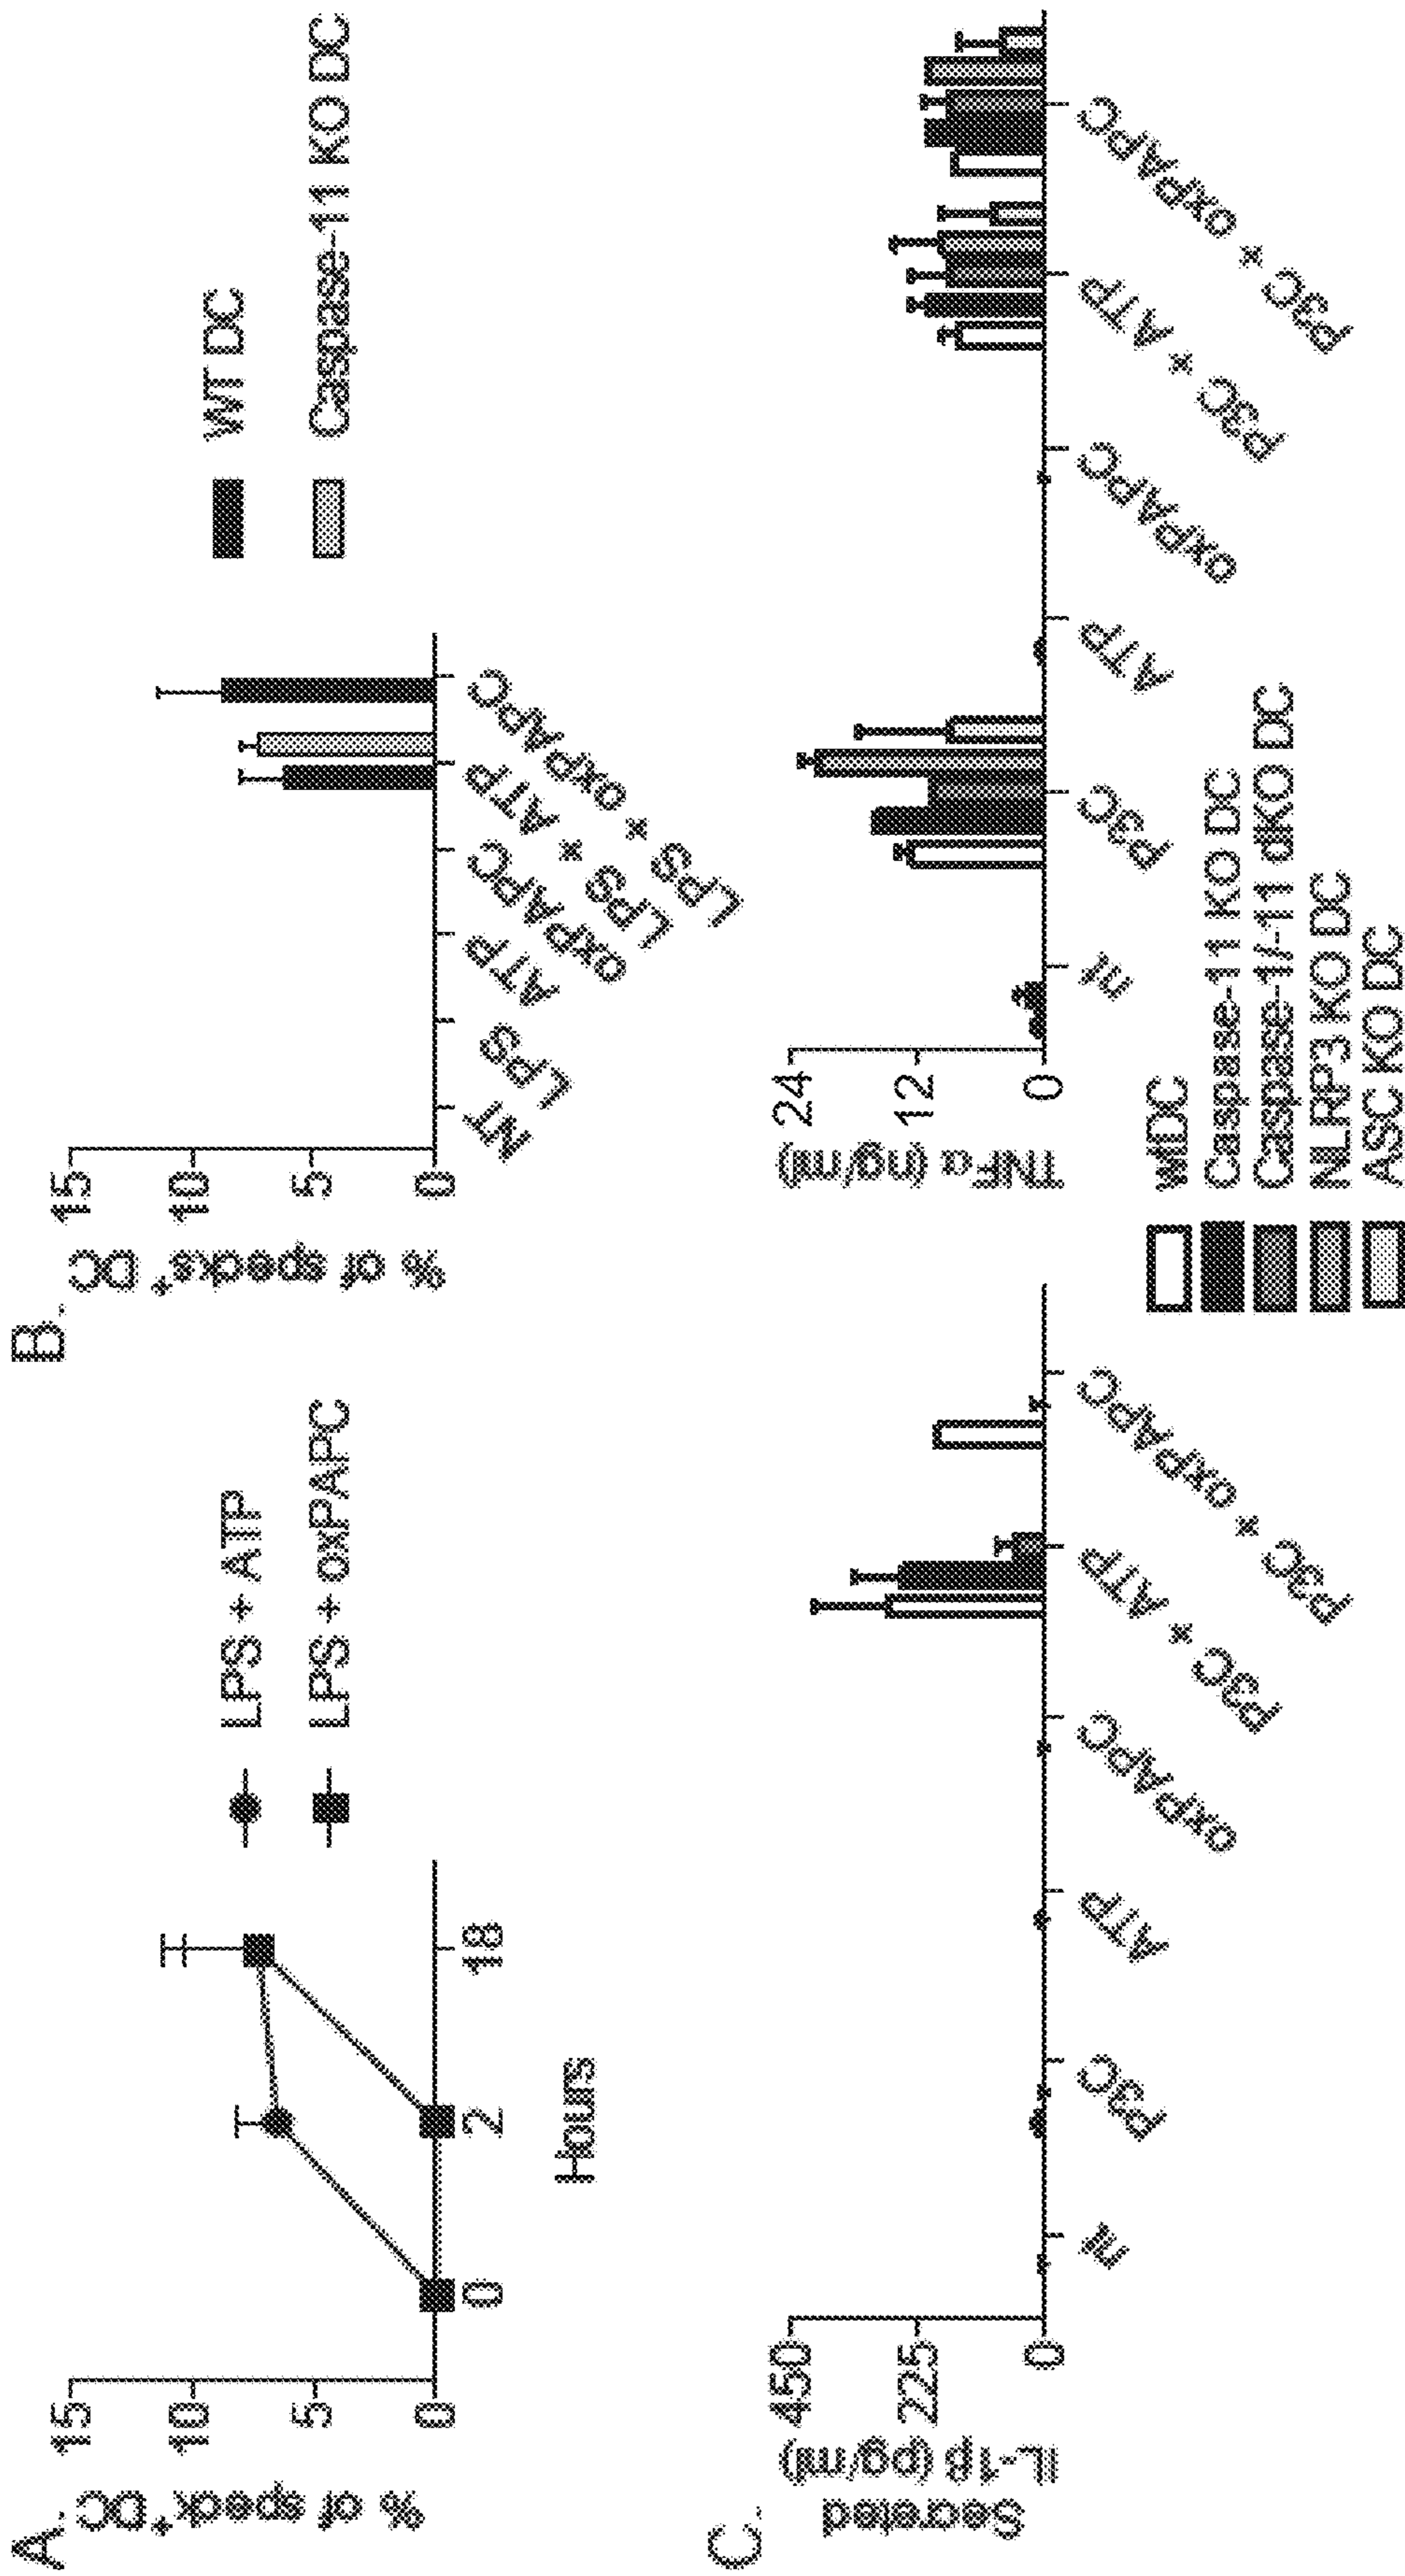 A.
% of speck+ DC
15
10
5
0
0
2
18
Hours
LPS + ATP
LPS + oxPAPC
B.
% of specks+ DC
15
10
5
0
NT
LPS
ATP
oxPAPC
LPS + ATP
LPS + oxPAPC
WT DC
Caspase-11 KO DC
C.
Secreted
IL-1β (pg/ml)
450
225
0
nt
P3C
ATP
oxPAPC
P3C + ATP
P3C + oxPAPC
TNFα (ng/ml)
24
12
0
nt
P3C
ATP
oxPAPC
P3C + ATP
P3C + oxPAPC
wtDC
Caspase-11 KO DC
Caspase-1/-11 dKO DC
NLRP3 KO DC
ASC KO DC